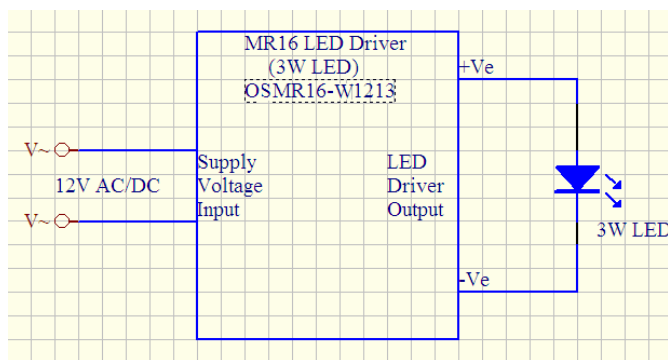 MR16 LED Driver
(3W LED)
OSMR16-W1213
+Ve
V~
Supply
Voltage
Input
LED
Driver
Output
12V AC/DC
V~
3W LED
-Ve